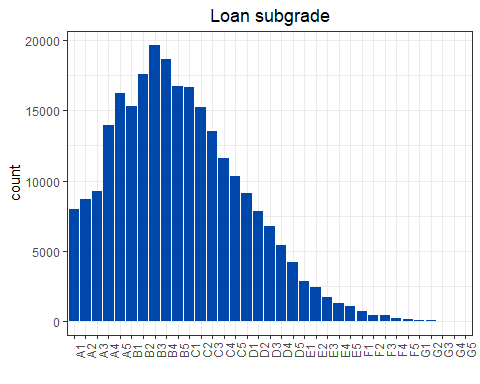 Loan subgrade
20000
15000
10000
5000
0
count
A1
A2
A3
A4
A5
B1
B2
B3
B4
B5
C1
C2
C3
C4
C5
D1
D2
D3
D4
D5
E1
E2
E3
E4
E5
F1
F2
F3
F4
F5
G1
G2
G3
G4
G5